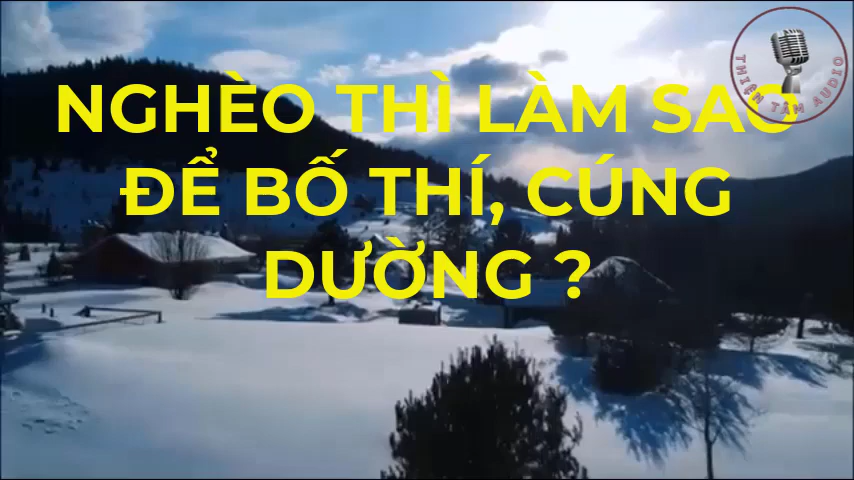 NGHÈO THÌ LÀM SAO
ĐỂ BỐ THÍ, CÚNG
DƯỜNG ?
THIỆN TÂM AUDIO